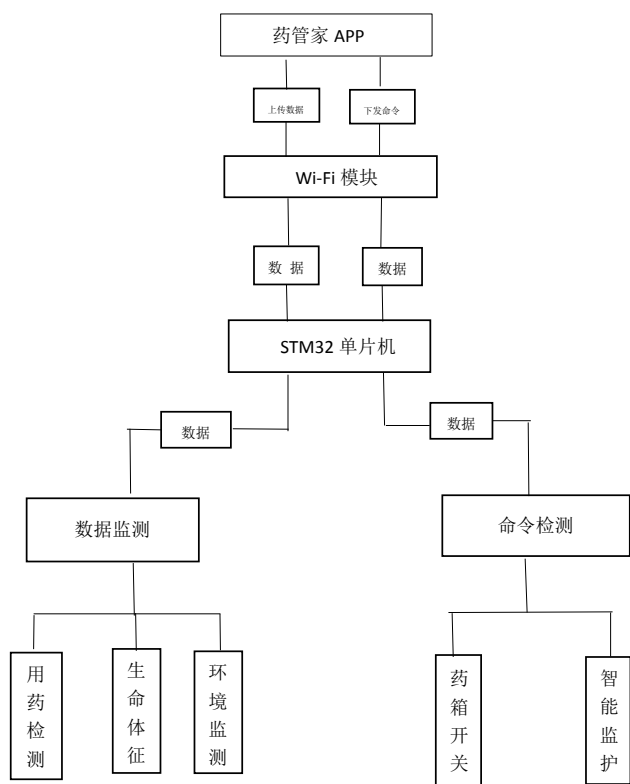 药管家 APP
上传数据
下发命令
Wi-Fi 模块
数 据
数据
STM32 单片机
数据
数据
数据监测
命令检测
用药检测
生命体征
环境监测
药箱开关
智能监护